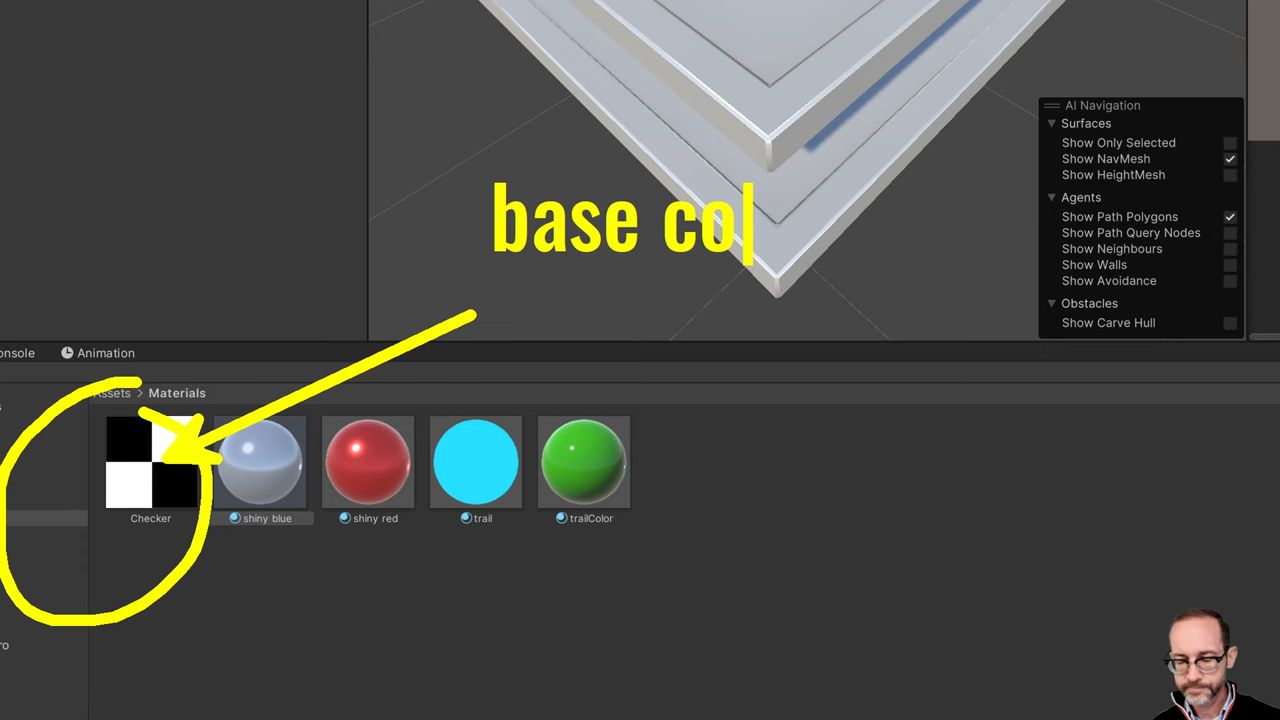 AI Navigation
Surfaces
Show Only Selected
Show NavMesh
Show HeightMesh
Agents
Show Path Polygons
Show Path Query Nodes
Show Neighbours
Show Walls
Show Avoidance
Obstacles
Show Carve Hull
base co
onsole Animation
Assets > Materials
s
Checker shiny blue shiny red trail trailColor
ro